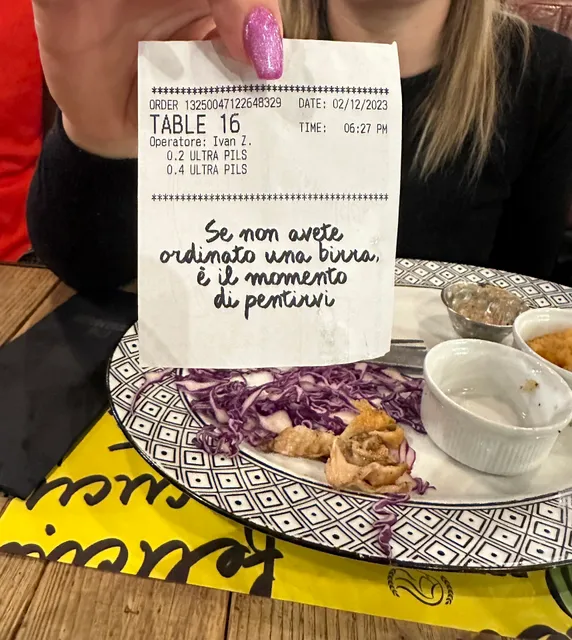 ***********************************************
ORDER 13250047122648329 DATE: 02/12/2023
TABLE 16 TIME: 06:27 PM
Operatore: Ivan Z.
0.2 ULTRA PILS
0.4 ULTRA PILS
***********************************************
Se non avete
ordinato una birra,
è il momento
di pentirvi